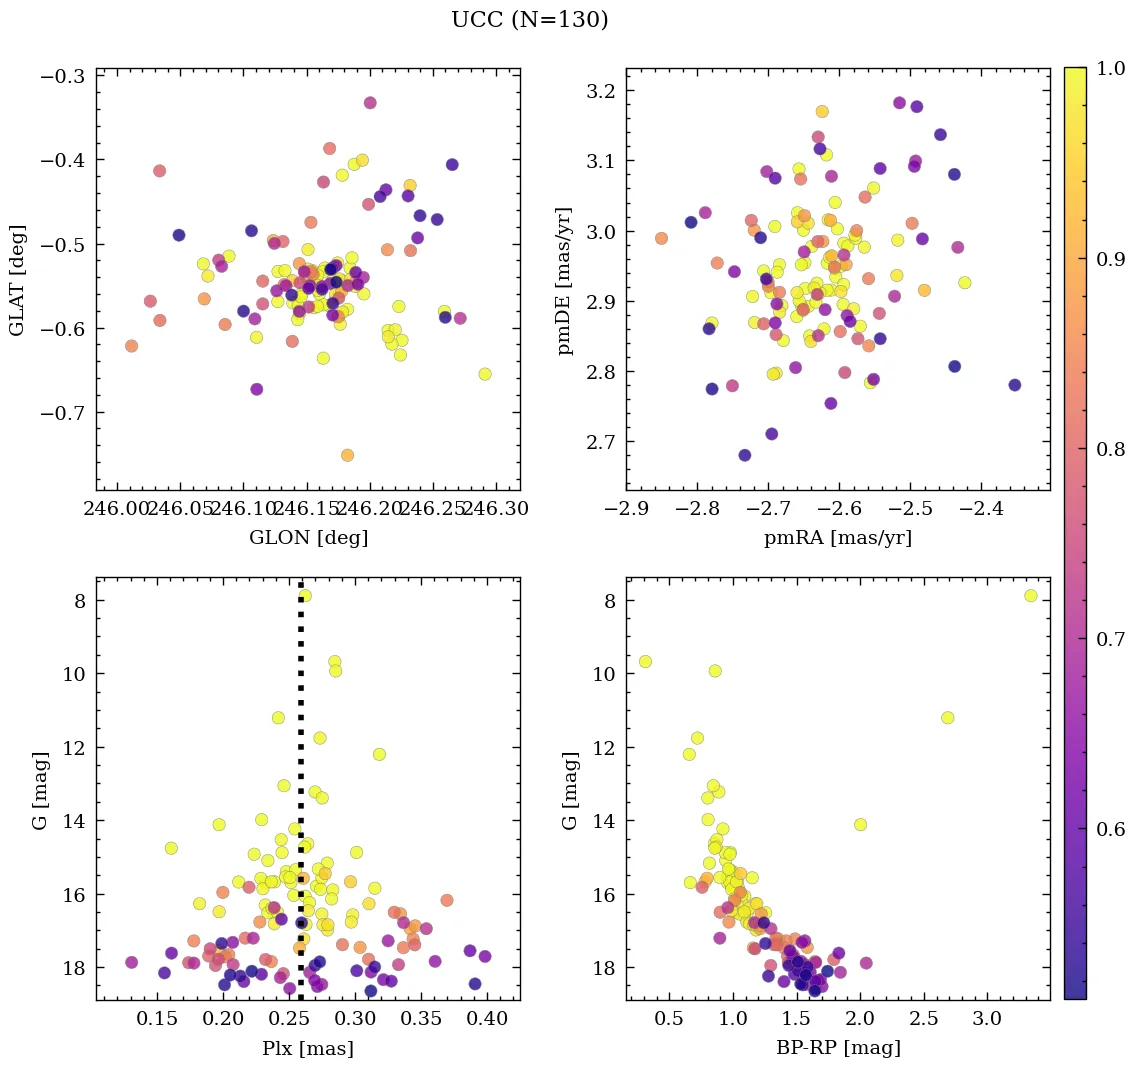 UCC (N=130)
−0.3
−0.4
−0.5
−0.6
−0.7
GLAT [deg]
246.00 246.05 246.10 246.15 246.20 246.25 246.30
GLON [deg]
3.2
3.1
3.0
2.9
2.8
2.7
pmDE [mas/yr]
−2.9 −2.8 −2.7 −2.6 −2.5 −2.4
pmRA [mas/yr]
1.0
0.9
0.8
0.7
0.6
8
10
12
14
16
18
G [mag]
0.15 0.20 0.25 0.30 0.35 0.40
Plx [mas]
8
10
12
14
16
18
G [mag]
0.5 1.0 1.5 2.0 2.5 3.0
BP-RP [mag]